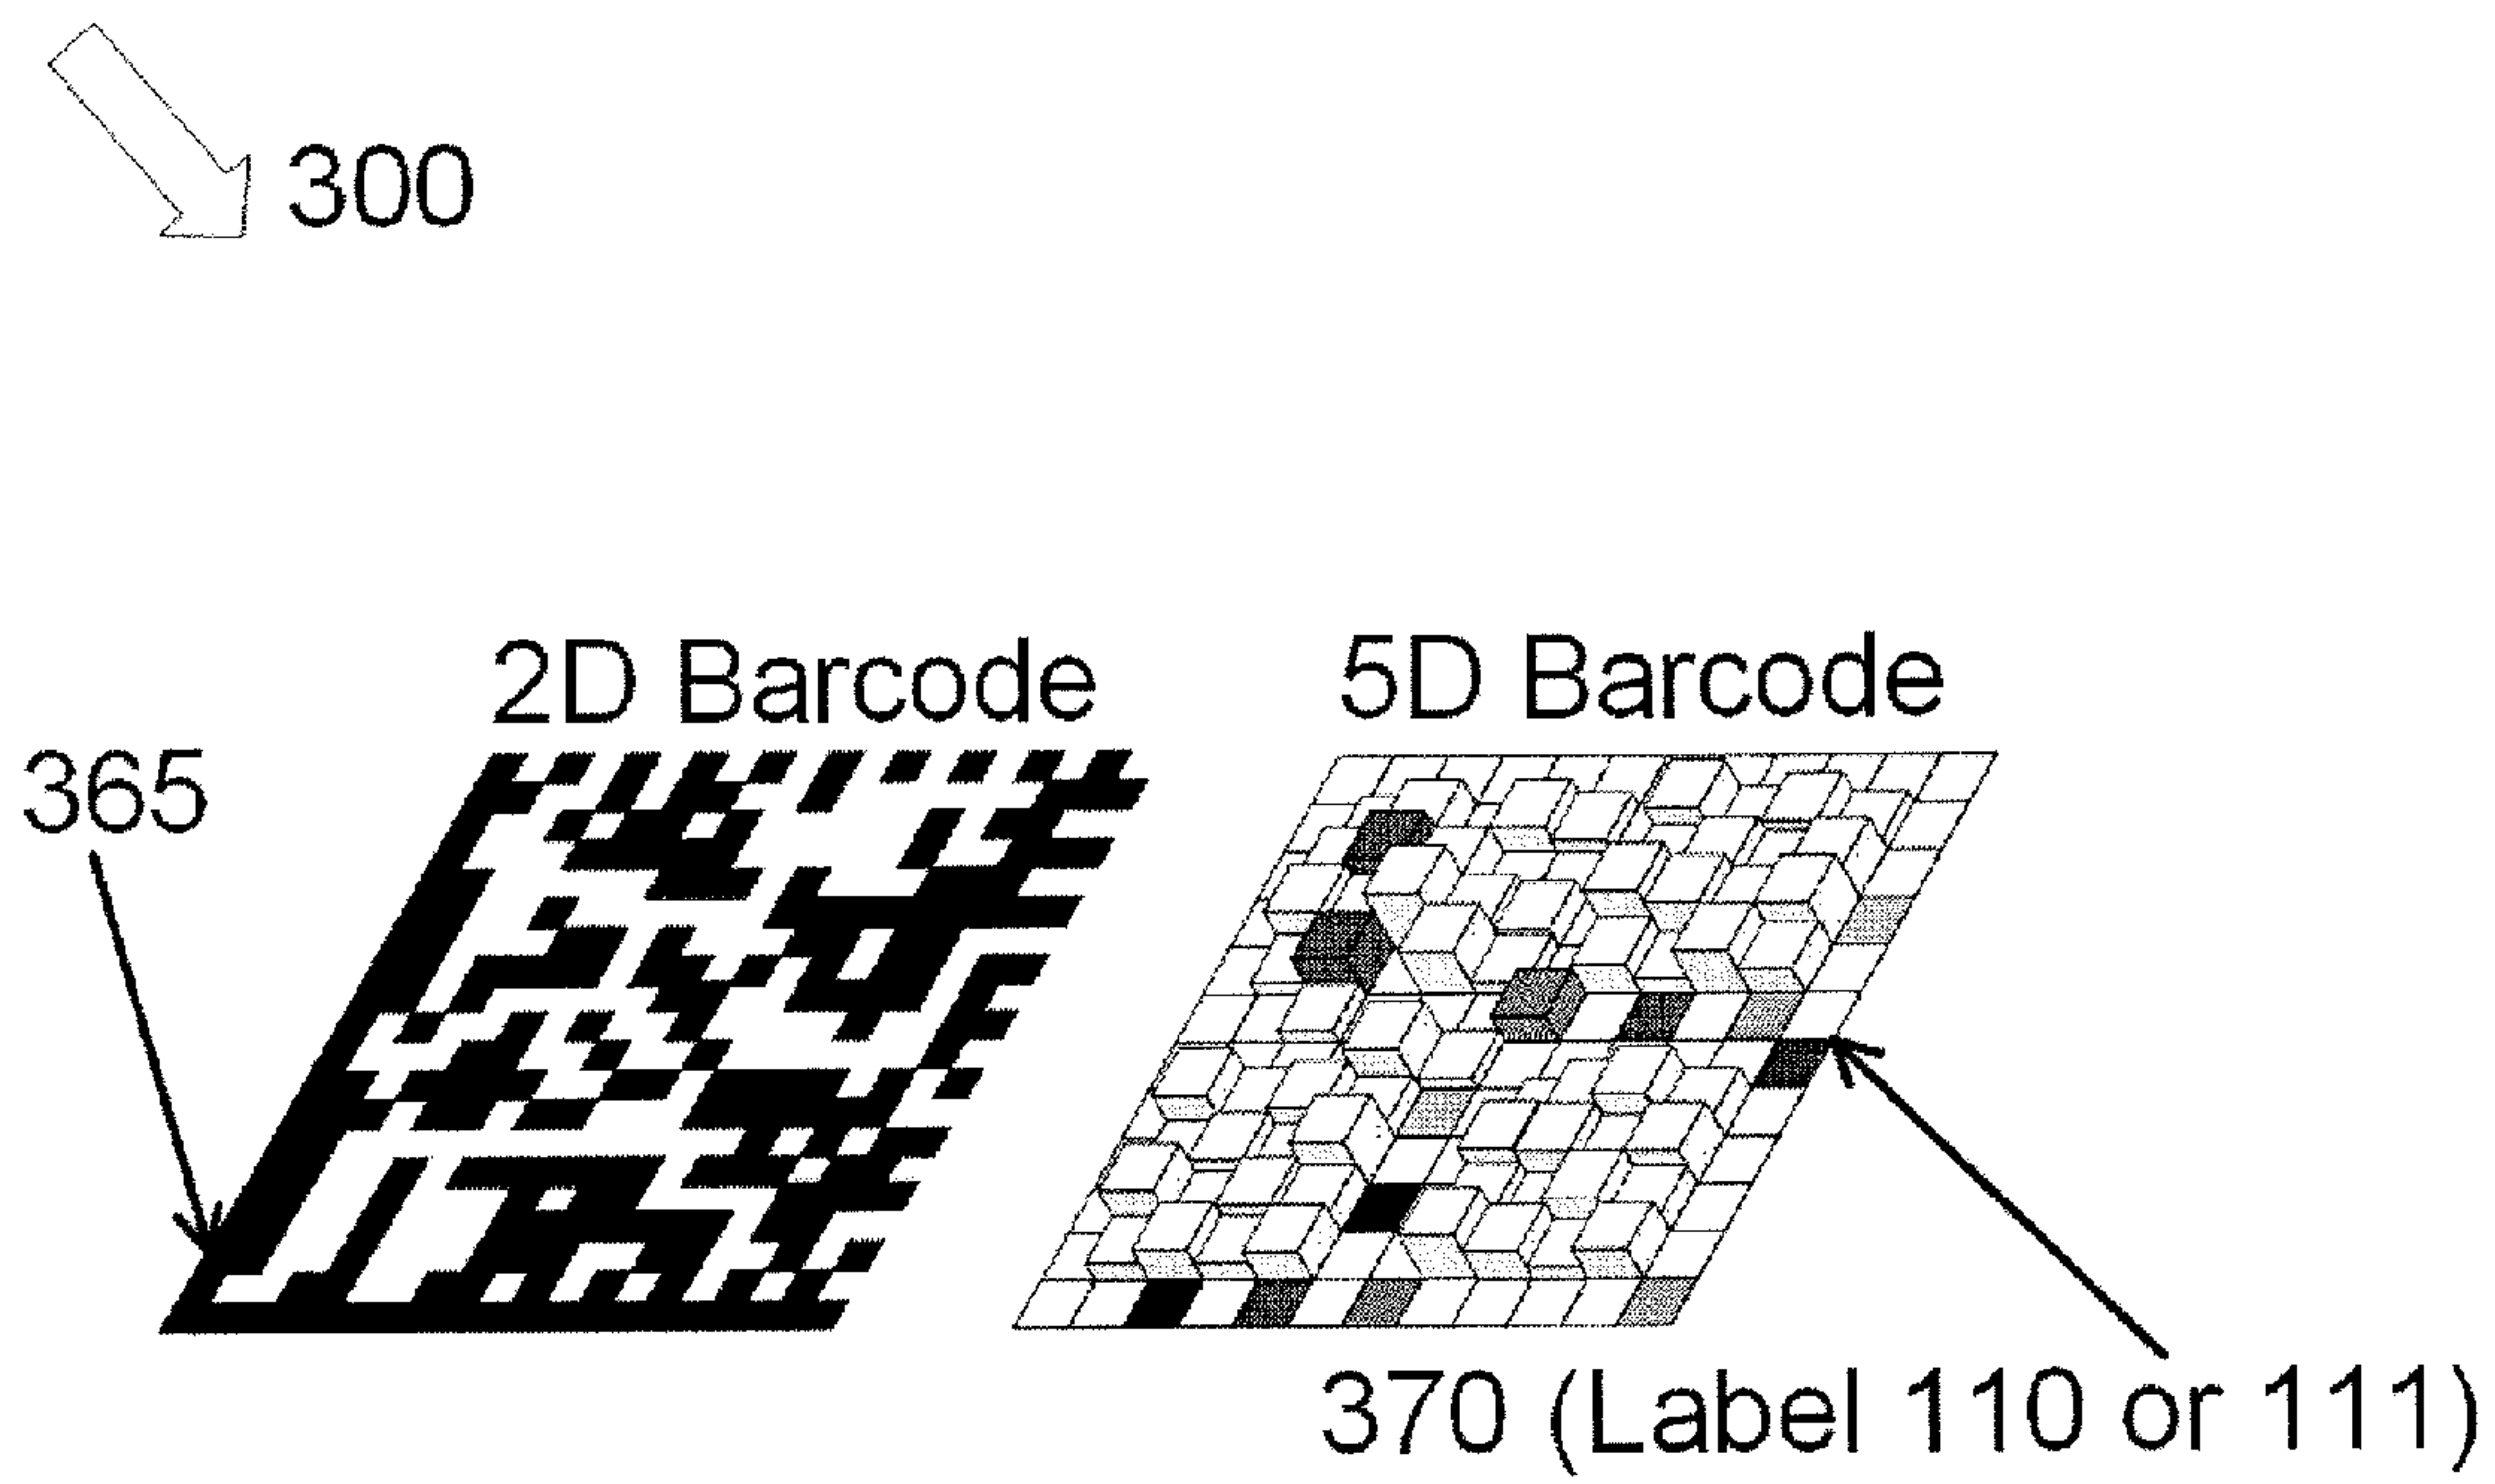 300
2D Barcode
5D Barcode
365
370 (Label 110 or 111)